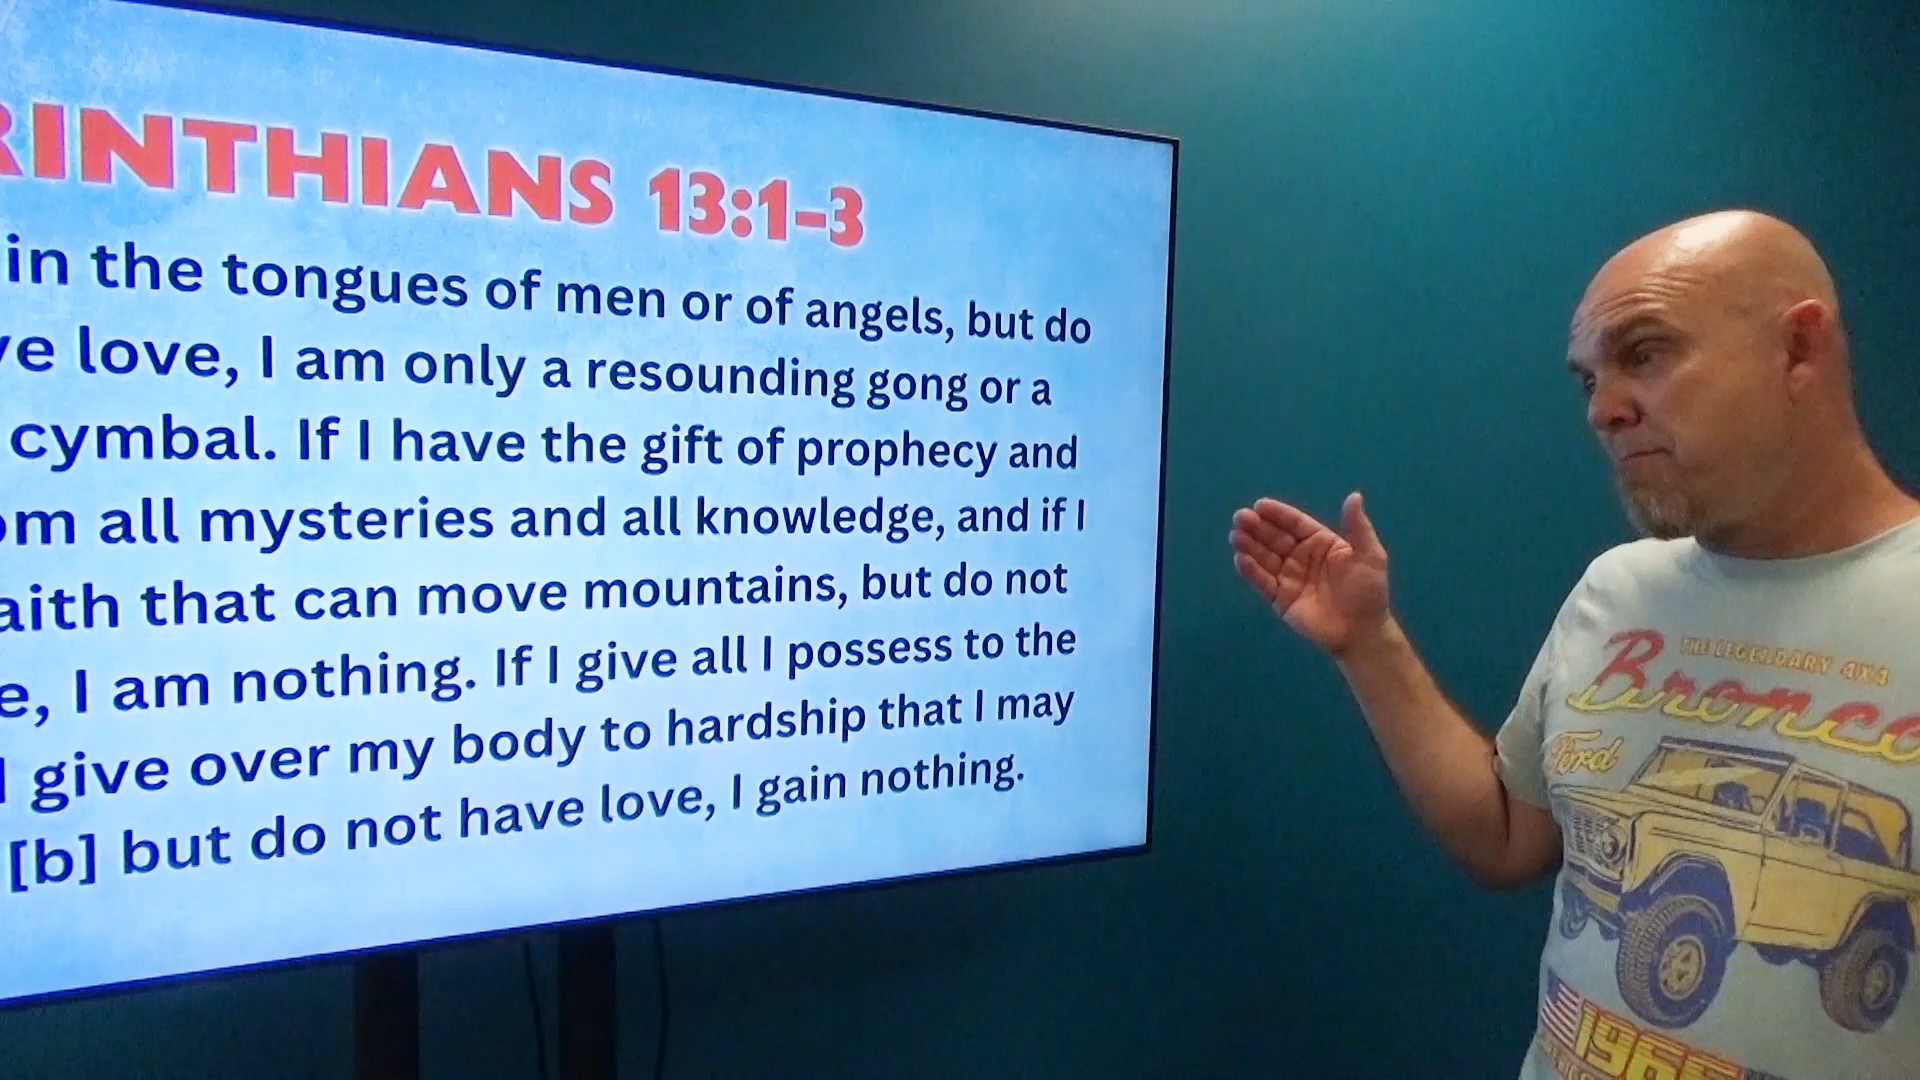 RINTHIANS 13:1-3
in the tongues of men or of angels, but do
ve love, I am only a resounding gong or a
cymbal. If I have the gift of prophecy and
om all mysteries and all knowledge, and if I
aith that can move mountains, but do not
e, I am nothing. If I give all I possess to the
I give over my body to hardship that I may
[b] but do not have love, I gain nothing.
THE LEGENDARY 4X4
Bronco
Ford
1966